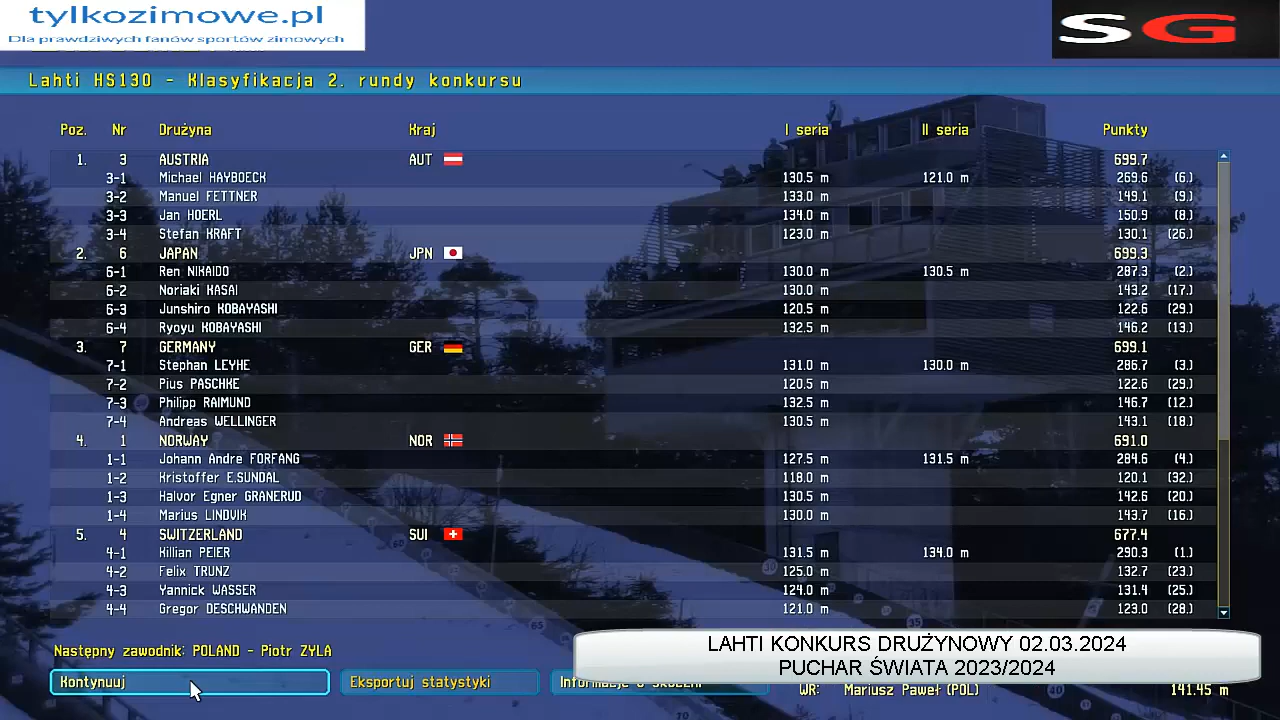 tylkozimowe.pl
Dla prawdziwych fanów sportów zimowych
SG
Lahti HS130 - Klasyfikacja 2. rundy konkursu
Poz. Nr Drużyna Kraj I seria II seria Punkty
1. 3 AUSTRIA AUT 699.7
3-1 Michael HAYBOECK 130.5 m 121.0 m 269.6 (6.)
3-2 Manuel FETTNER 133.0 m 149.1 (9.)
3-3 Jan HOERL 134.0 m 150.9 (8.)
3-4 Stefan KRAFT 123.0 m 130.1 (26.)
2. 6 JAPAN JPN 699.3
6-1 Ren NIKAIDO 130.0 m 130.5 m 287.3 (2.)
6-2 Noriaki KASAI 130.0 m 143.2 (17.)
6-3 Junshiro KOBAYASHI 120.5 m 122.6 (29.)
6-4 Ryoyu KOBAYASHI 132.5 m 146.2 (13.)
3. 7 GERMANY GER 699.1
7-1 Stephan LEYHE 131.0 m 130.0 m 286.7 (3.)
7-2 Pius PASCHKE 120.5 m 122.6 (29.)
7-3 Philipp RAIMUND 132.5 m 146.7 (12.)
7-4 Andreas WELLINGER 130.5 m 143.1 (18.)
4. 1 NORWAY NOR 691.0
1-1 Johann Andre FORFANG 127.5 m 131.5 m 284.6 (4.)
1-2 Kristoffer E.SUNDAL 118.0 m 120.1 (32.)
1-3 Halvor Egner GRANERUD 130.5 m 142.6 (20.)
1-4 Marius LINDVIK 130.0 m 143.7 (16.)
5. 4 SWITZERLAND SUI 677.4
4-1 Killian PEIER 131.5 m 134.0 m 290.3 (1.)
4-2 Felix TRUNZ 125.0 m 132.7 (23.)
4-3 Yannick WASSER 124.0 m 131.4 (25.)
4-4 Gregor DESCHWANDEN 121.0 m 123.0 (28.)
Następny zawodnik: POLAND - Piotr ZYLA
LAHTI KONKURS DRUŻYNOWY 02.03.2024
PUCHAR ŚWIATA 2023/2024
Kontynuuj Eksportuj statystyki Informacje o skoczni
WR: Mariusz Paweł (POL) 141.45 m